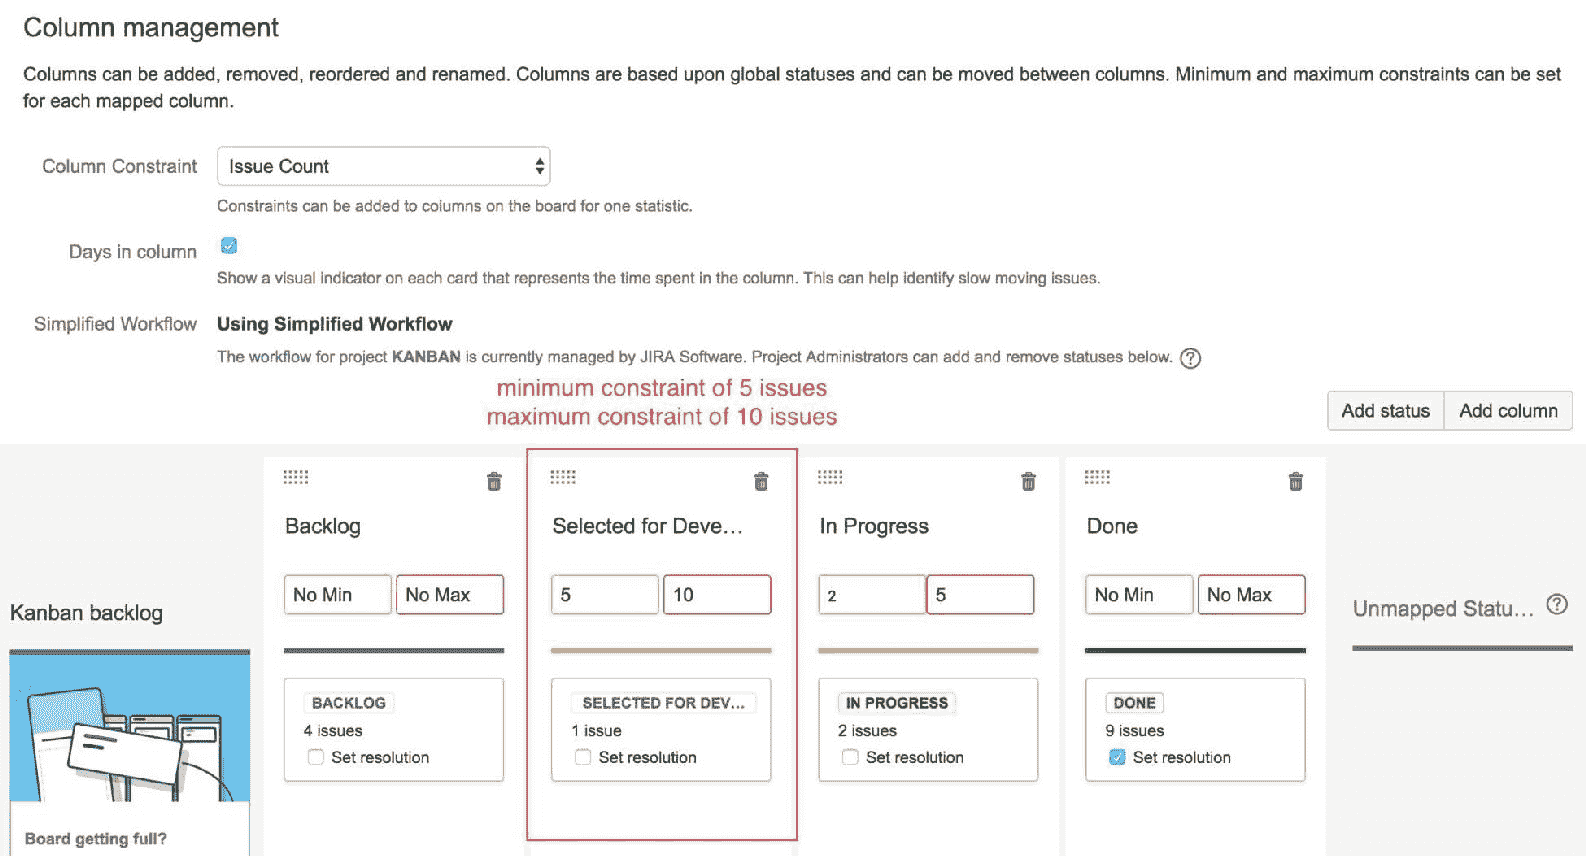 Column management
Columns can be added, removed, reordered and renamed. Columns are based upon global statuses and can be moved between columns. Minimum and maximum constraints can be set
for each mapped column.
Column Constraint
Issue Count
Constraints can be added to columns on the board for one statistic.
Days in column
Show a visual indicator on each card that represents the time spent in the column. This can help identify slow moving issues.
Simplified Workflow
Using Simplified Workflow
The workflow for project KANBAN is currently managed by JIRA Software. Project Administrators can add and remove statuses below. ?
minimum constraint of 5 issues
maximum constraint of 10 issues
Add status
Add column
Kanban backlog
Board getting full?
Backlog
No Min
No Max
BACKLOG
4 issues
Set resolution
Selected for Deve...
5
10
SELECTED FOR DEV...
1 issue
Set resolution
In Progress
2
5
IN PROGRESS
2 issues
Set resolution
Done
No Min
No Max
DONE
9 issues
Set resolution
Unmapped Statu... ?